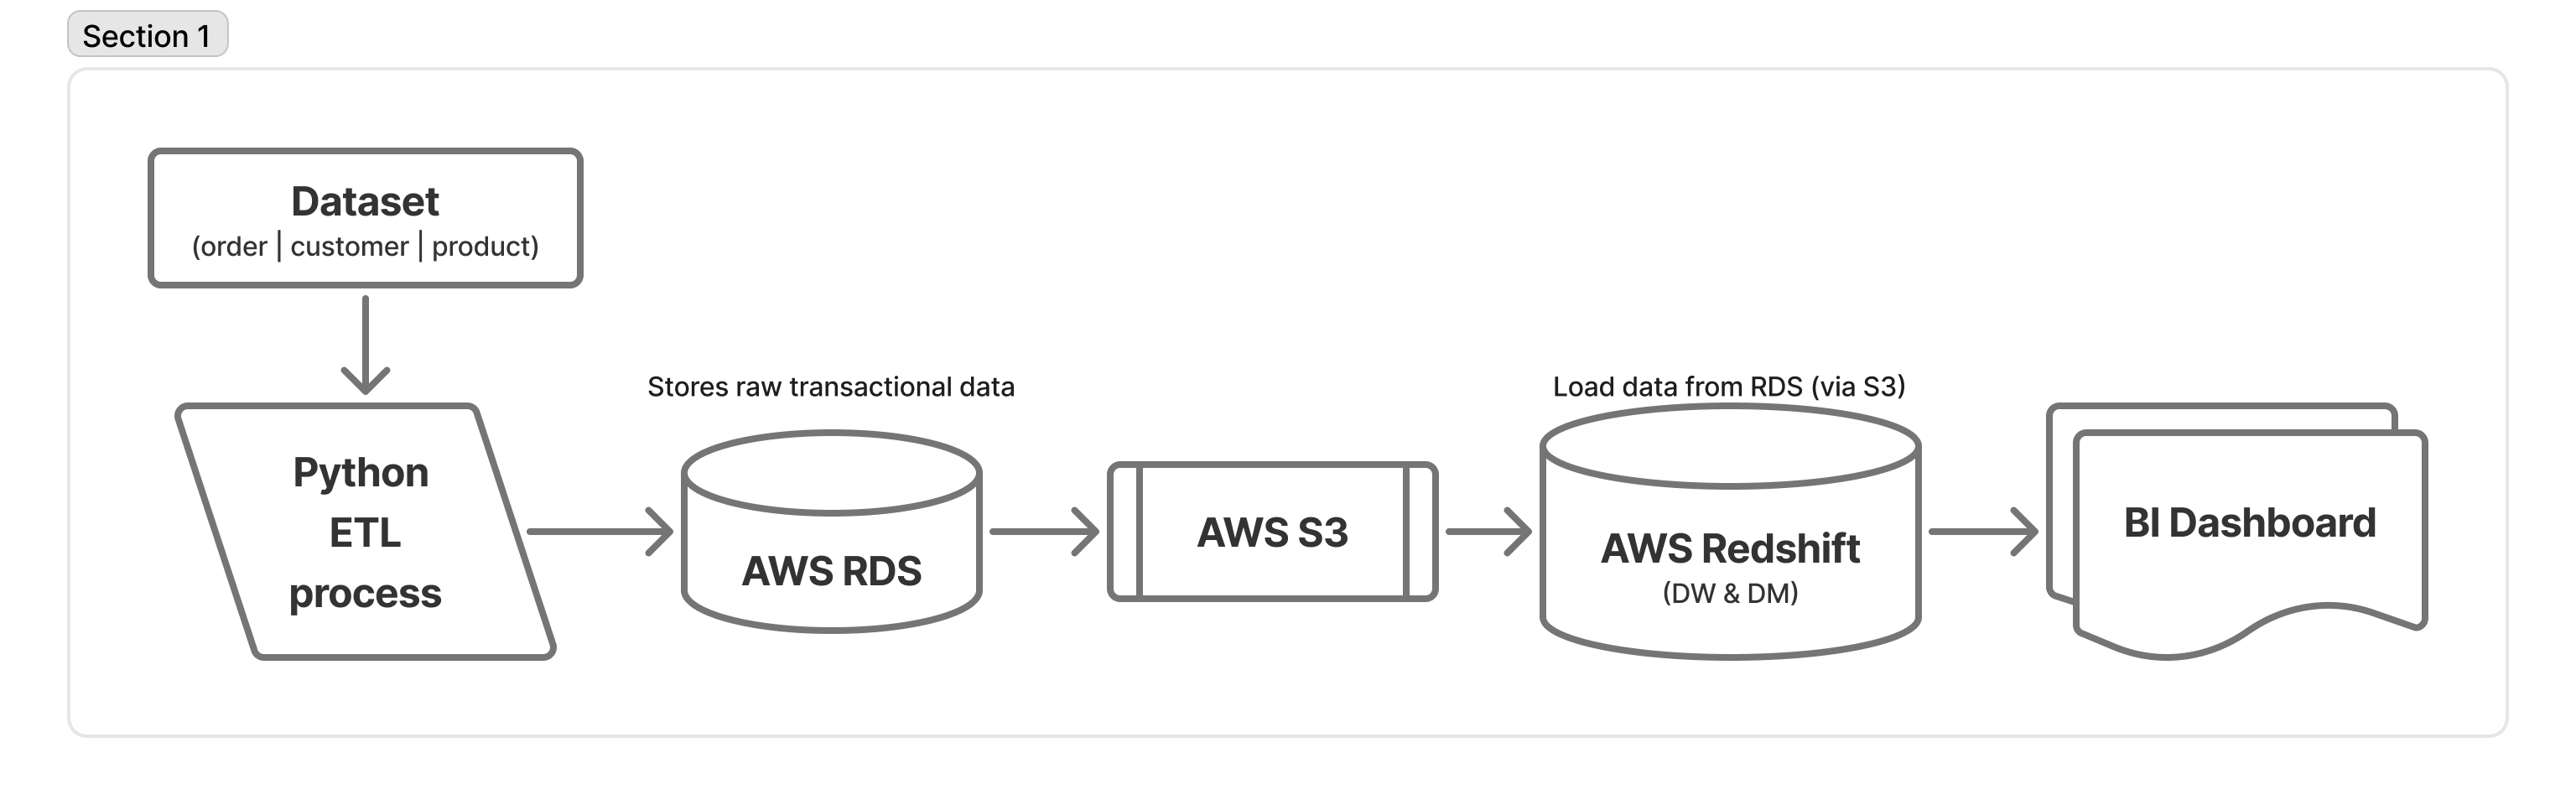 Section 1
Dataset
(order | customer | product)
Python
ETL
process
Stores raw transactional data
AWS RDS
AWS S3
Load data from RDS (via S3)
AWS Redshift
(DW & DM)
BI Dashboard